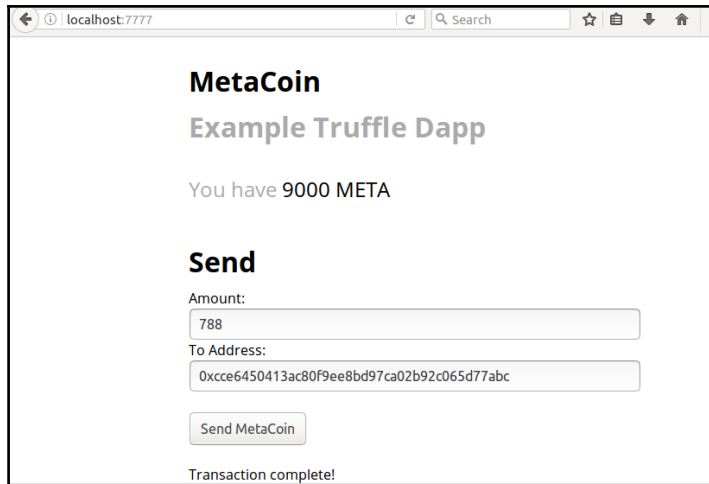 localhost:7777
Search
MetaCoin
Example Truffle Dapp
You have 9000 META
Send
Amount:
788
To Address:
0xcce6450413ac80f9ee8bd97ca02b92c065d77abc
Send MetaCoin
Transaction complete!